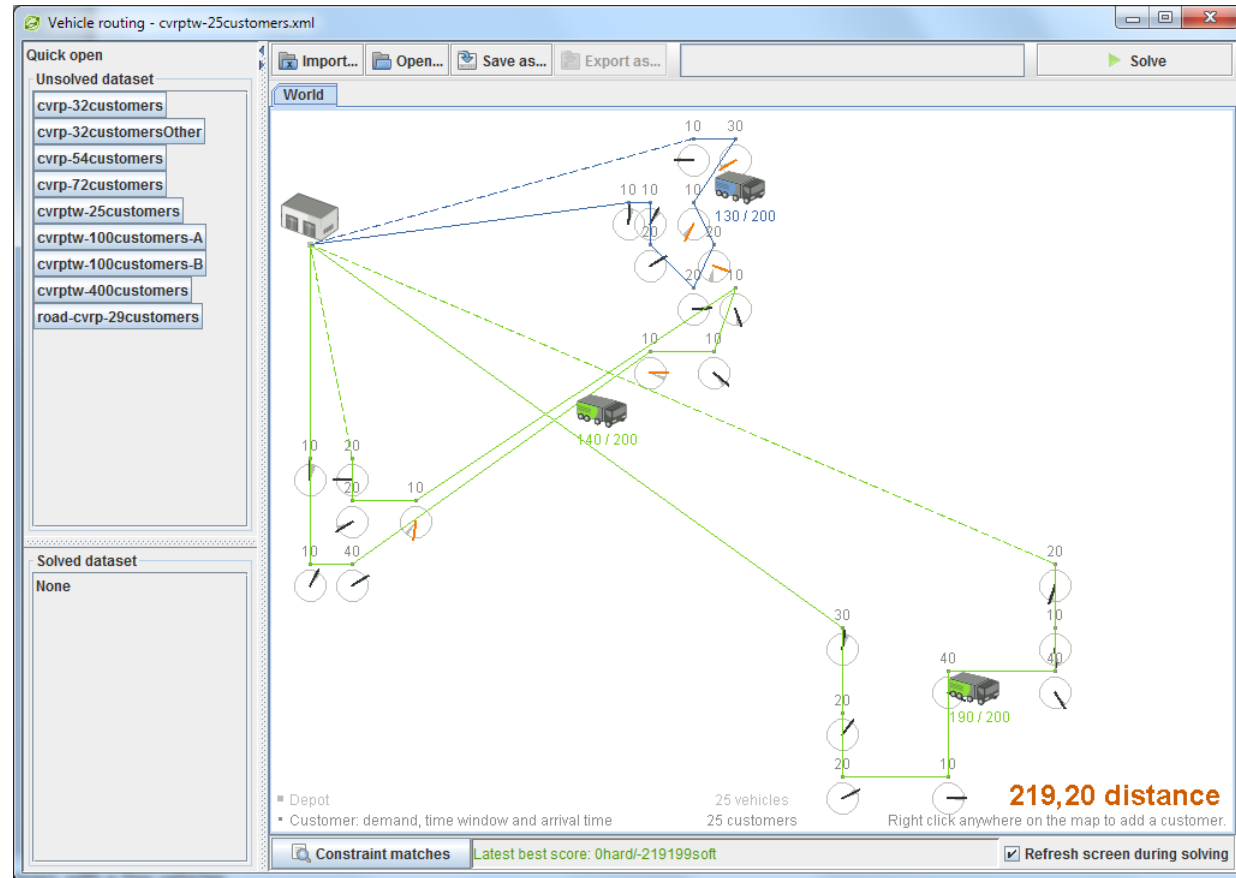 Vehicle routing - cvrptw-25customers.xml
Quick open
Unsolved dataset
cvrp-32customers
cvrp-32customersOther
cvrp-54customers
cvrp-72customers
cvrptw-25customers
cvrptw-100customers-A
cvrptw-100customers-B
cvrptw-400customers
road-cvrp-29customers
Solved dataset
None
Import... Open... Save as... Export as... Solve
World
10 30
10 10 10
130 / 200
20 20
20 10
10 10
140 / 200
10 20
20 10
10 40
20
30 10
40 40
190 / 200
20
20 10
219,20 distance
Depot 25 vehicles
Customer: demand, time window and arrival time 25 customers Right click anywhere on the map to add a customer.
Constraint matches Latest best score: 0hard/-219199soft Refresh screen during solving